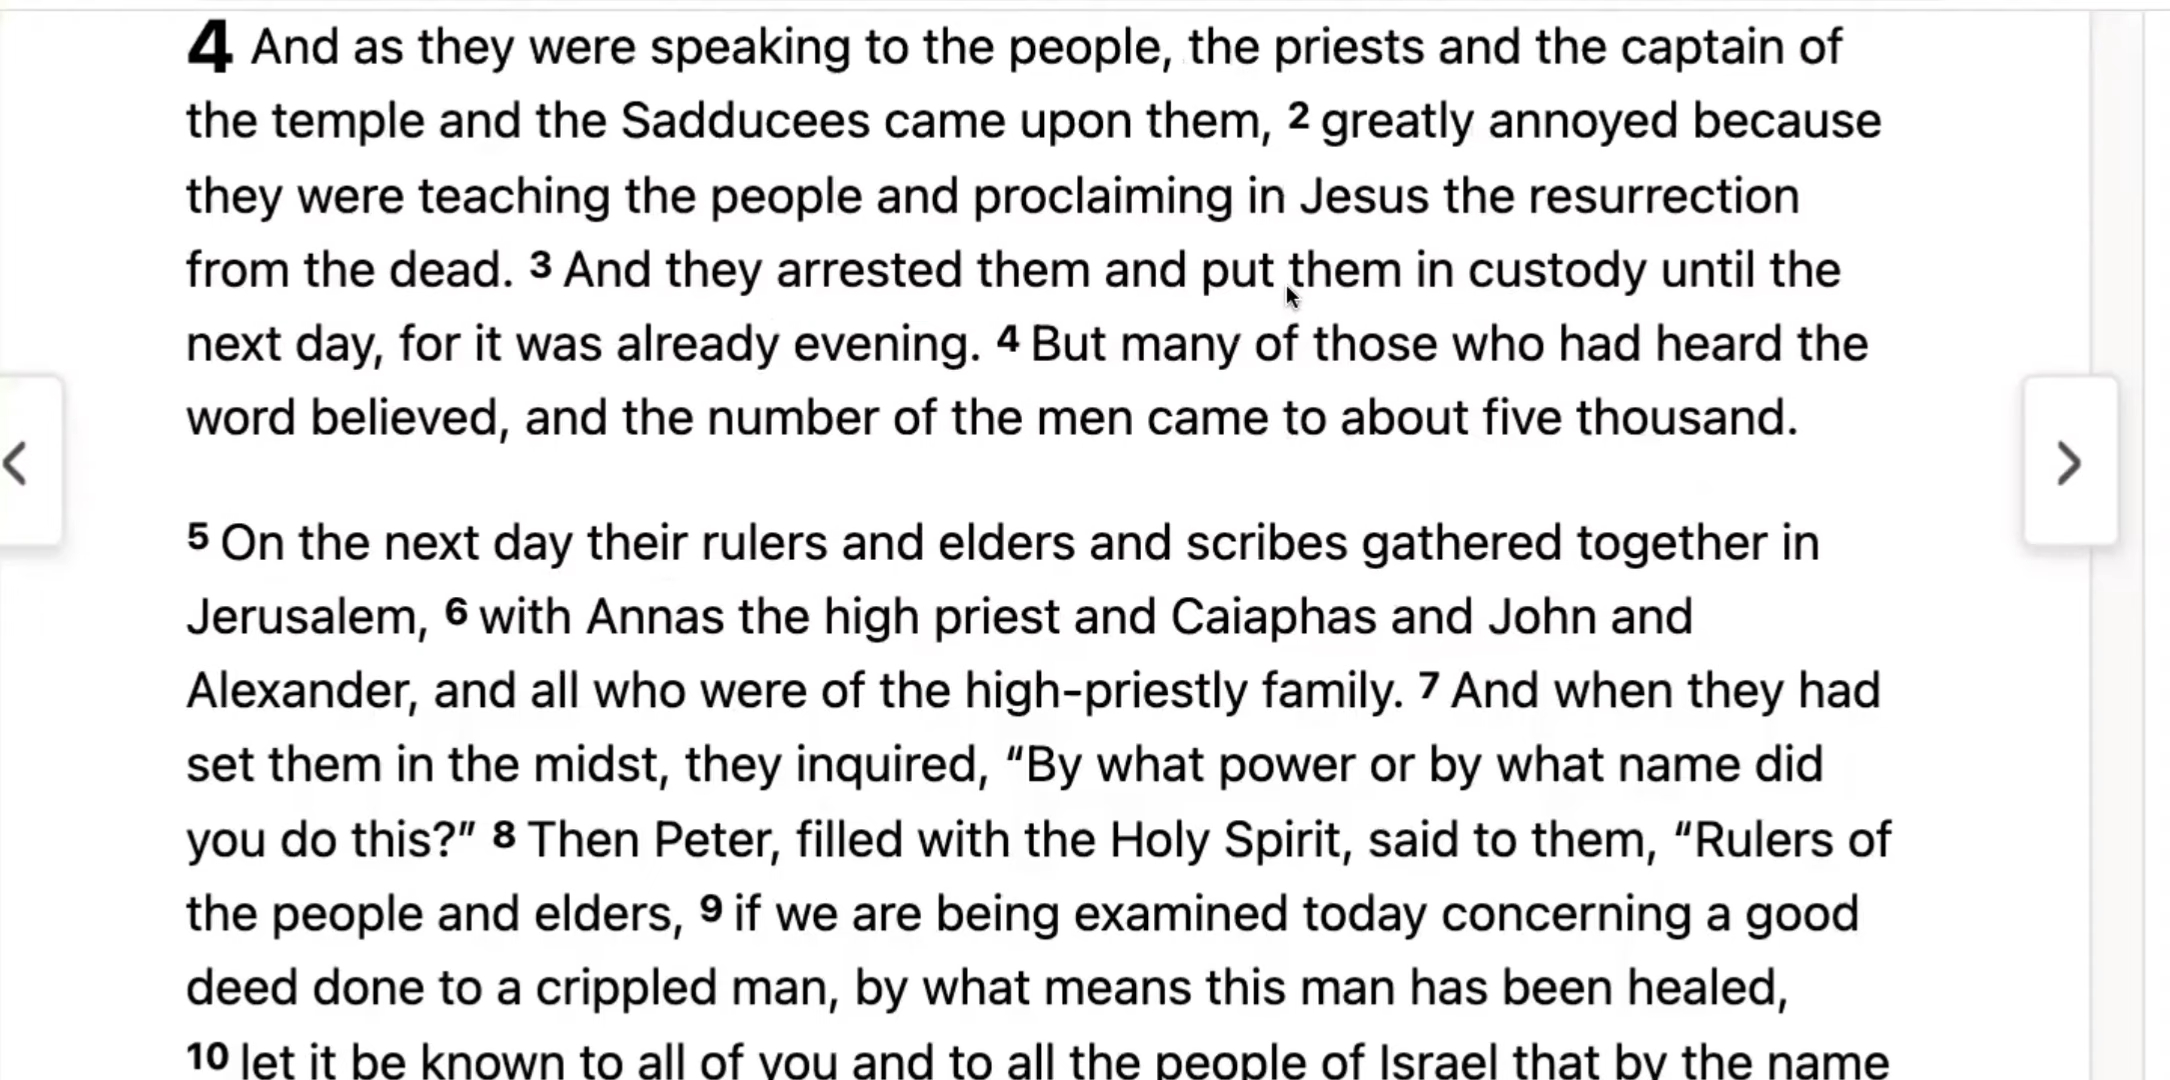 4 And as they were speaking to the people, the priests and the captain of
the temple and the Sadducees came upon them, 2 greatly annoyed because
they were teaching the people and proclaiming in Jesus the resurrection
from the dead. 3 And they arrested them and put them in custody until the
next day, for it was already evening. 4 But many of those who had heard the
word believed, and the number of the men came to about five thousand.
5 On the next day their rulers and elders and scribes gathered together in
Jerusalem, 6 with Annas the high priest and Caiaphas and John and
Alexander, and all who were of the high-priestly family. 7 And when they had
set them in the midst, they inquired, “By what power or by what name did
you do this?” 8 Then Peter, filled with the Holy Spirit, said to them, “Rulers of
the people and elders, 9 if we are being examined today concerning a good
deed done to a crippled man, by what means this man has been healed,
10 let it be known to all of you and to all the people of Israel that by the name